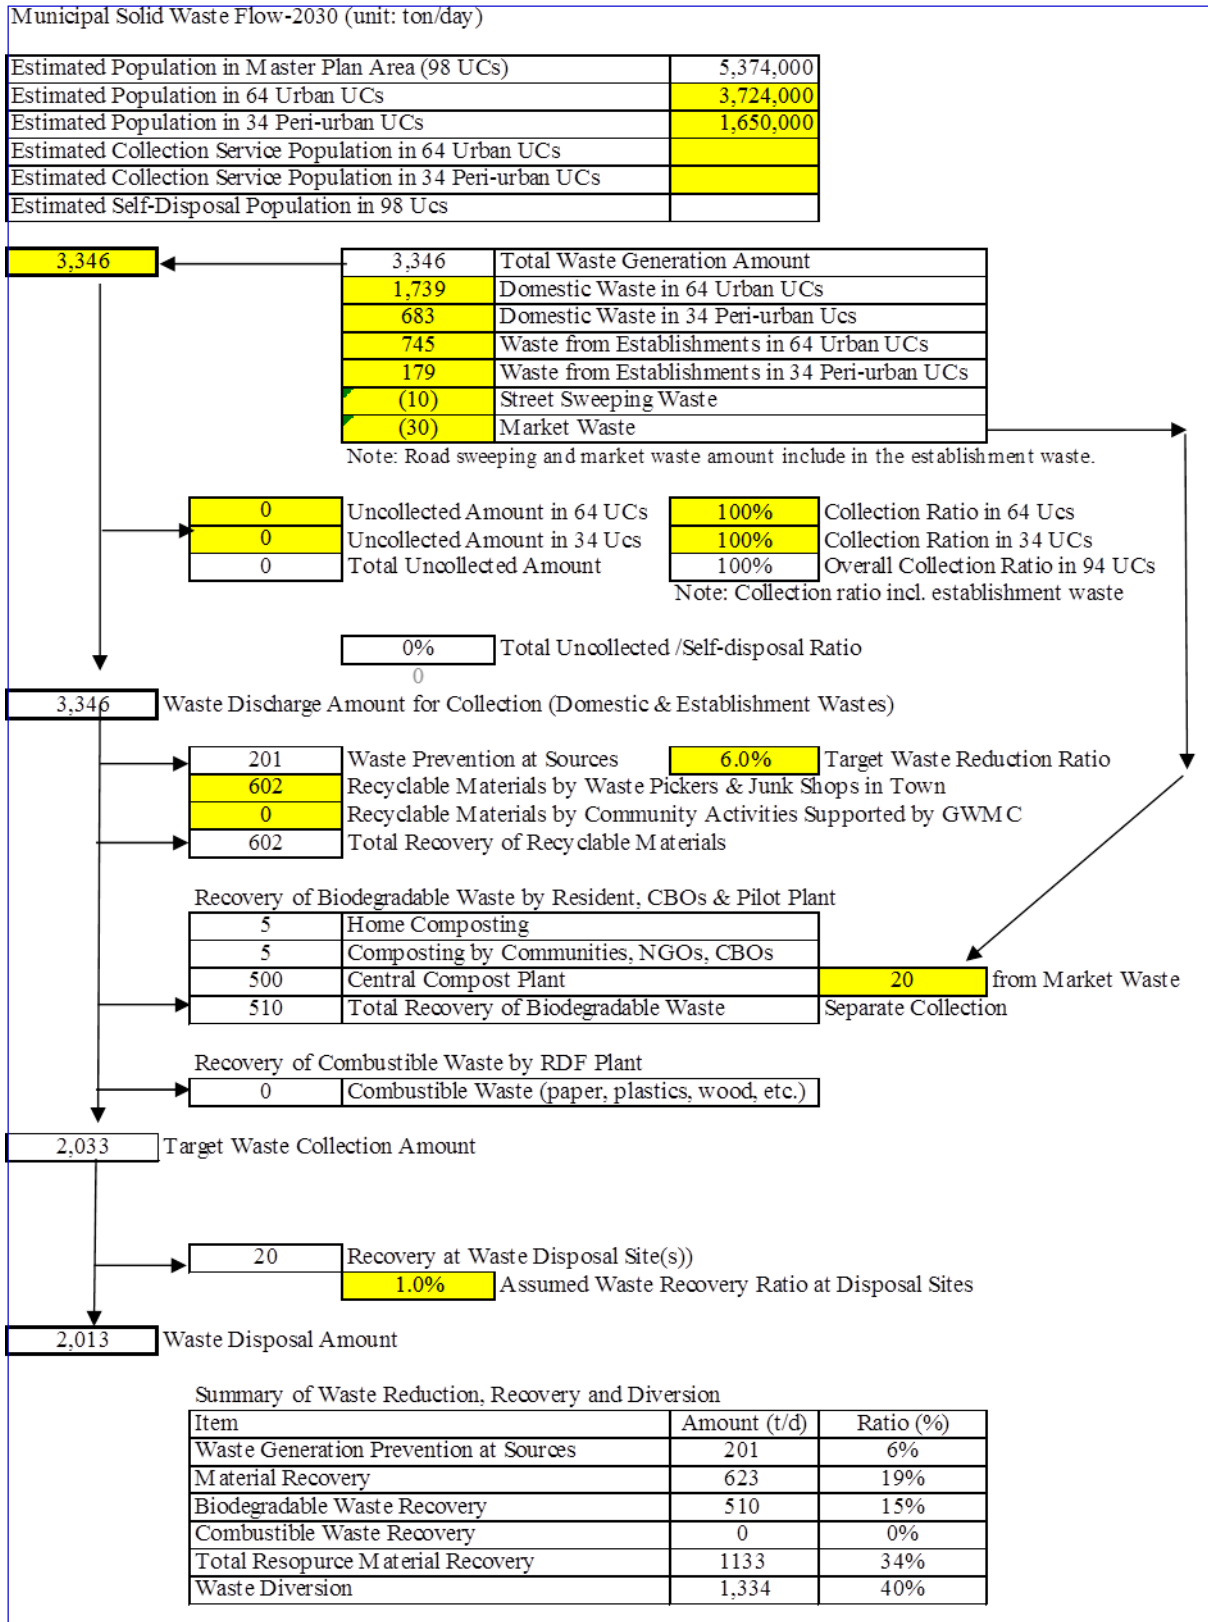 Municipal Solid Waste Flow-2030 (unit: ton/day)
Estimated Population in Master Plan Area (98 UCs) 5,374,000
Estimated Population in 64 Urban UCs 3,724,000
Estimated Population in 34 Peri-urban UCs 1,650,000
Estimated Collection Service Population in 64 Urban UCs
Estimated Collection Service Population in 34 Peri-urban UCs
Estimated Self-Disposal Population in 98 Ucs
3,346 3,346 Total Waste Generation Amount
1,739 Domestic Waste in 64 Urban UCs
683 Domestic Waste in 34 Peri-urban Ucs
745 Waste from Establishments in 64 Urban UCs
179 Waste from Establishments in 34 Peri-urban UCs
(10) Street Sweeping Waste
(30) Market Waste
Note: Road sweeping and market waste amount include in the establishment waste.
0 Uncollected Amount in 64 UCs 100% Collection Ratio in 64 Ucs
0 Uncollected Amount in 34 Ucs 100% Collection Ration in 34 UCs
0 Total Uncollected Amount 100% Overall Collection Ratio in 94 UCs
Note: Collection ratio incl. establishment waste
0% Total Uncollected /Self-disposal Ratio
0
3,346 Waste Discharge Amount for Collection (Domestic & Establishment Wastes)
201 Waste Prevention at Sources 6.0% Target Waste Reduction Ratio
602 Recyclable Materials by Waste Pickers & Junk Shops in Town
0 Recyclable Materials by Community Activities Supported by GWMC
602 Total Recovery of Recyclable Materials
Recovery of Biodegradable Waste by Resident, CBOs & Pilot Plant
5 Home Composting
5 Composting by Communities, NGOs, CBOs
500 Central Compost Plant 20 from Market Waste
510 Total Recovery of Biodegradable Waste Separate Collection
Recovery of Combustible Waste by RDF Plant
0 Combustible Waste (paper, plastics, wood, etc.)
2,033 Target Waste Collection Amount
20 Recovery at Waste Disposal Site(s))
1.0% Assumed Waste Recovery Ratio at Disposal Sites
2,013 Waste Disposal Amount
Summary of Waste Reduction, Recovery and Diversion
Item Amount (t/d) Ratio (%)
Waste Generation Prevention at Sources 201 6%
Material Recovery 623 19%
Biodegradable Waste Recovery 510 15%
Combustible Waste Recovery 0 0%
Total Resopurce Material Recovery 1133 34%
Waste Diversion 1,334 40%